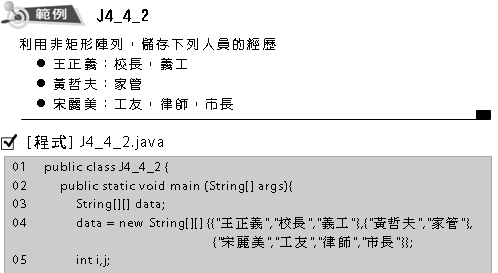 範例 J4_4_2
利用非矩形陣列，儲存下列人員的經歷
● 王正義：校長，義工
● 黃哲夫：家管
● 宋麗美：工友，律師，市長
[程式] J4_4_2.java
01 public class J4_4_2 {
02 public static void main (String[] args){
03 String[][] data;
04 data = new String[][] {{"王正義","校長","義工"},{"黃哲夫","家管"},
{"宋麗美","工友","律師","市長"}};
05 int i,j;